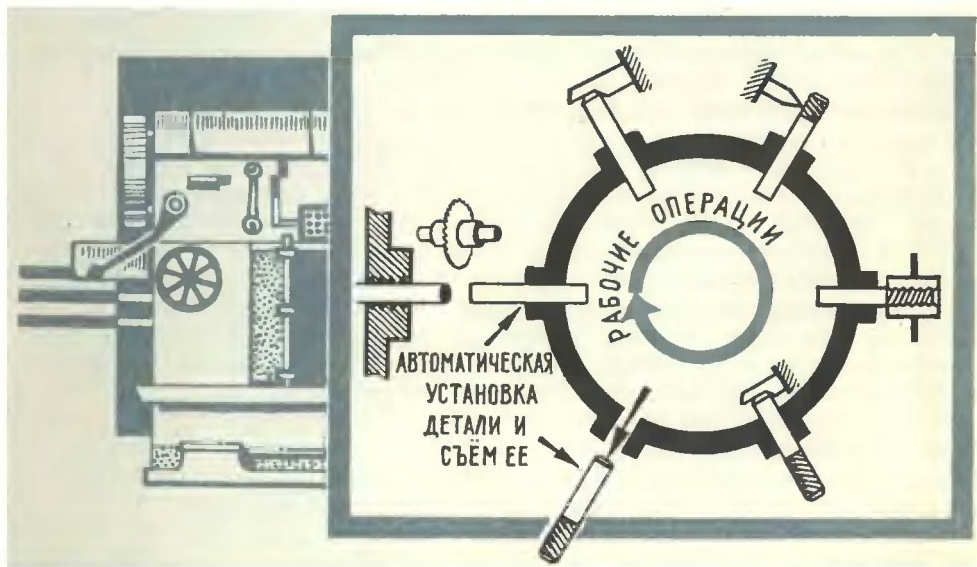 РАБОЧИЕ ОПЕРАЦИИ
АВТОМАТИЧЕСКАЯ
УСТАНОВКА
ДЕТАЛИ И
СЪЁМ ЕЕ